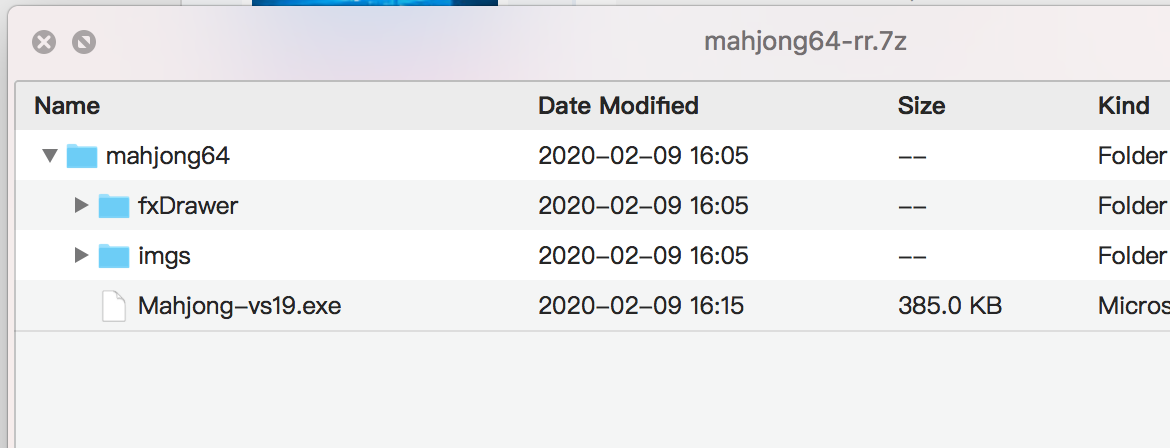 mahjong64-rr.7z
Name Date Modified Size Kind
mahjong64 2020-02-09 16:05 -- Folder
fxDrawer 2020-02-09 16:05 -- Folder
imgs 2020-02-09 16:05 -- Folder
Mahjong-vs19.exe 2020-02-09 16:15 385.0 KB Micros